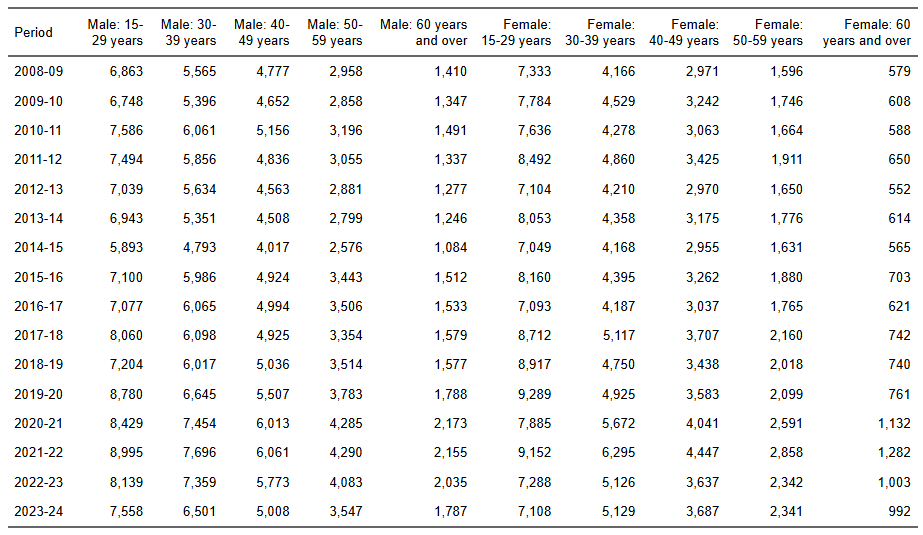 Period Male: 15-29 years Male: 30-39 years Male: 40-49 years Male: 50-59 years Male: 60 years and over Female: 15-29 years Female: 30-39 years Female: 40-49 years Female: 50-59 years Female: 60 years and over
2008-09 6,863 5,565 4,777 2,958 1,410 7,333 4,166 2,971 1,596 579
2009-10 6,748 5,396 4,652 2,858 1,347 7,784 4,529 3,242 1,746 608
2010-11 7,586 6,061 5,156 3,196 1,491 7,636 4,278 3,063 1,664 588
2011-12 7,494 5,856 4,836 3,055 1,337 8,492 4,860 3,425 1,911 650
2012-13 7,039 5,634 4,563 2,881 1,277 7,104 4,210 2,970 1,650 552
2013-14 6,943 5,351 4,508 2,799 1,246 8,053 4,358 3,175 1,776 614
2014-15 5,893 4,793 4,017 2,576 1,084 7,049 4,168 2,955 1,631 565
2015-16 7,100 5,986 4,924 3,443 1,512 8,160 4,395 3,262 1,880 703
2016-17 7,077 6,065 4,994 3,506 1,533 7,093 4,187 3,037 1,765 621
2017-18 8,060 6,098 4,925 3,354 1,579 8,712 5,117 3,707 2,160 742
2018-19 7,204 6,017 5,036 3,514 1,577 8,917 4,750 3,438 2,018 740
2019-20 8,780 6,645 5,507 3,783 1,788 9,289 4,925 3,583 2,099 761
2020-21 8,429 7,454 6,013 4,285 2,173 7,885 5,672 4,041 2,591 1,132
2021-22 8,995 7,696 6,061 4,290 2,155 9,152 6,295 4,447 2,858 1,282
2022-23 8,139 7,359 5,773 4,083 2,035 7,288 5,126 3,637 2,342 1,003
2023-24 7,558 6,501 5,008 3,547 1,787 7,108 5,129 3,687 2,341 992